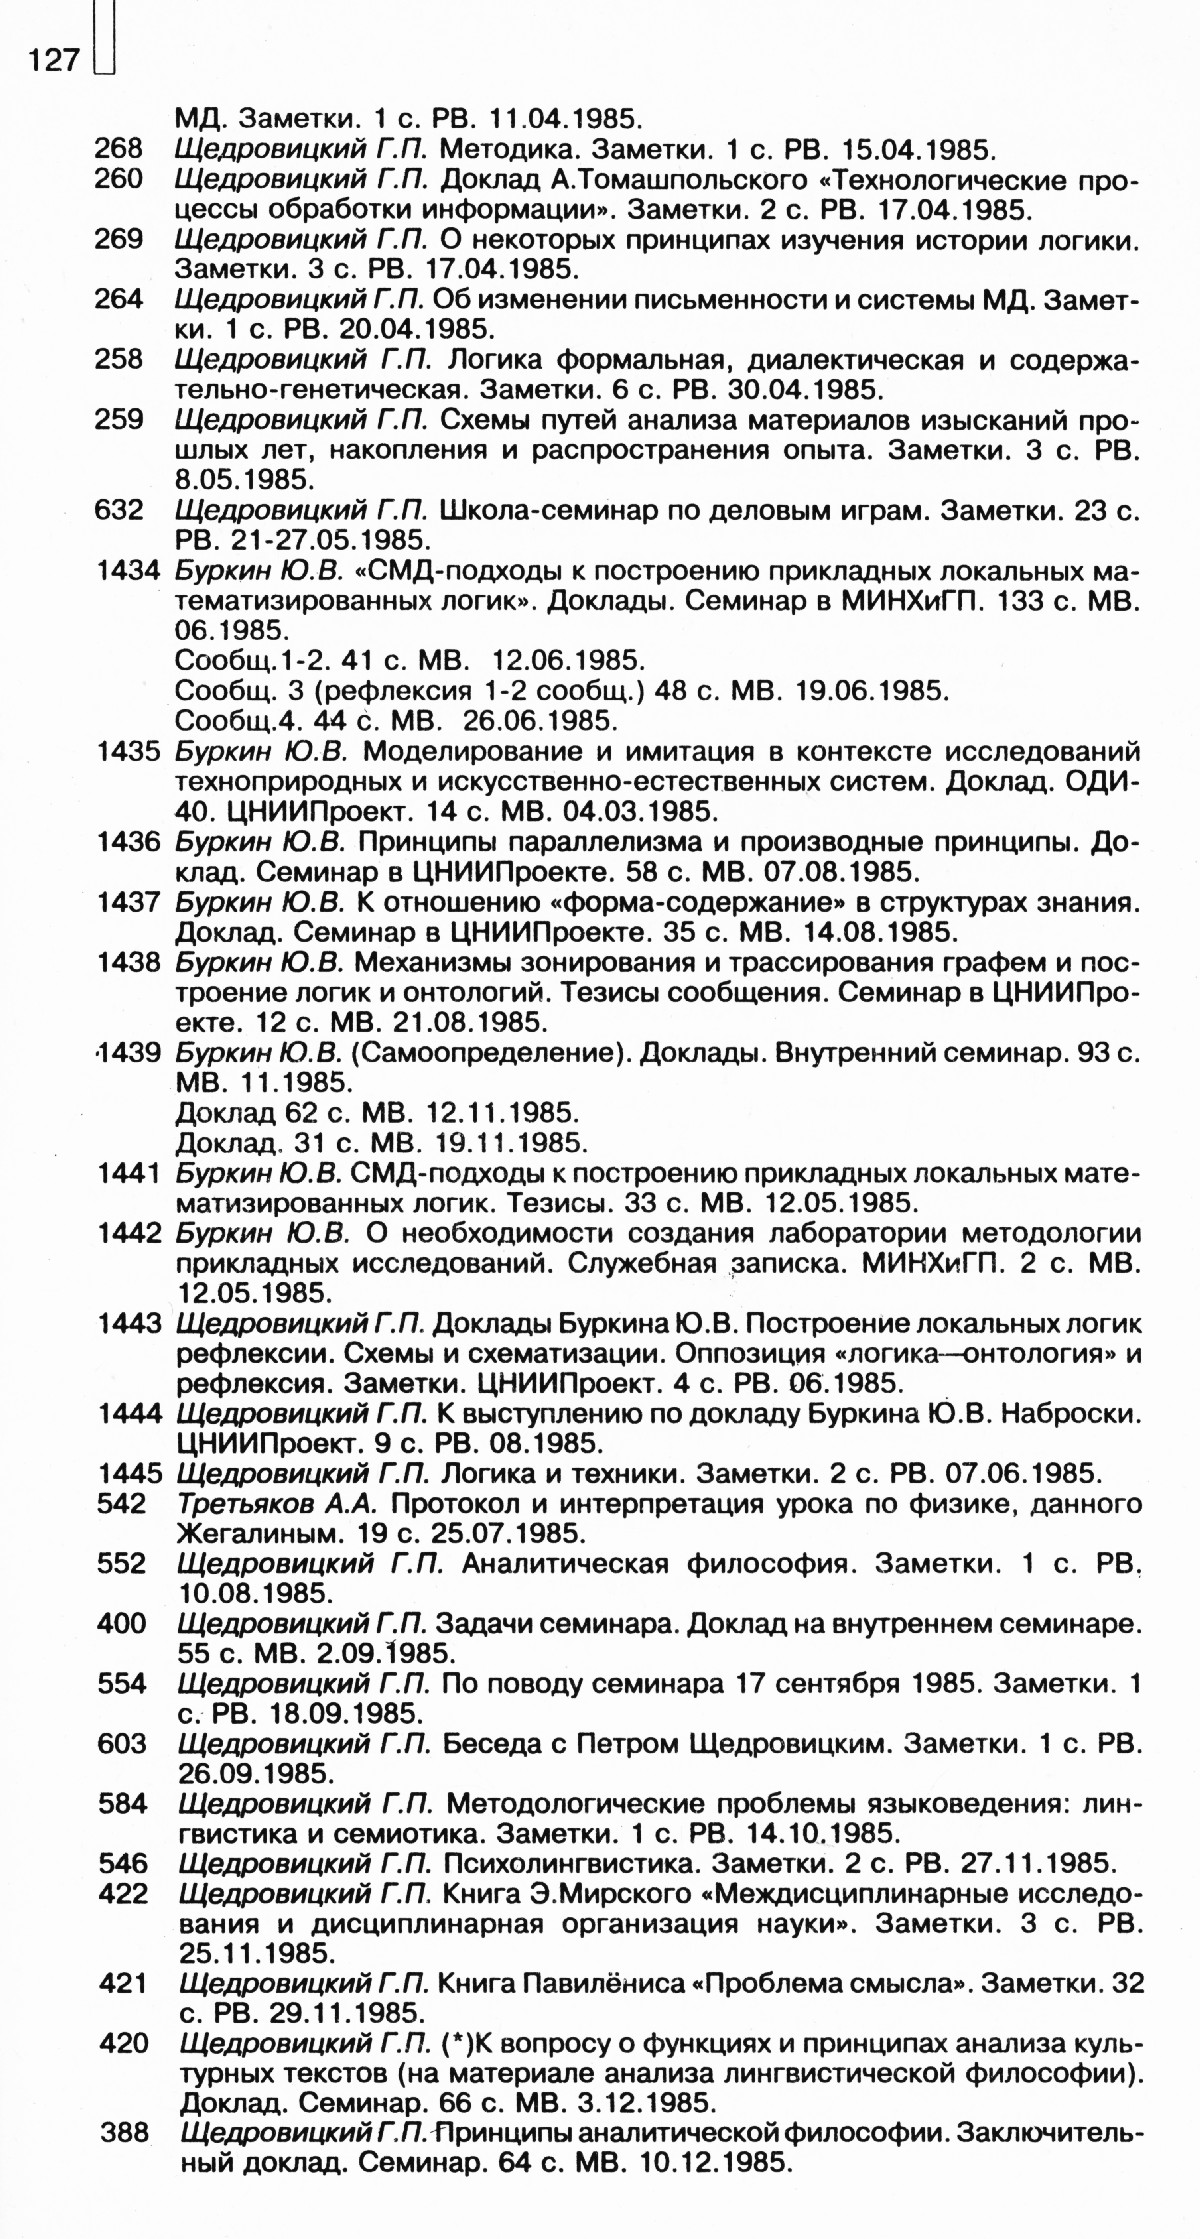 127
МД. Заметки. 1 с. РВ. 11.04.1985.
268 Щедровицкий Г.П. Методика. Заметки. 1 с. РВ. 15.04.1985.
260 Щедровицкий Г.П. Доклад А.Томашпольского «Технологические про-
цессы обработки информации». Заметки. 2 с. РВ. 17.04.1985.
269 Щедровицкий Г.П. О некоторых принципах изучения истории логики.
Заметки. 3 с. РВ. 17.04.1985.
264 Щедровицкий Г.П. Об изменении письменности и системы МД. Замет-
ки. 1 с. РВ. 20.04.1985.
258 Щедровицкий Г.П. Логика формальная, диалектическая и содержа-
тельно-генетическая. Заметки. 6 с. РВ. 30.04.1985.
259 Щедровицкий Г.П. Схемы путей анализа материалов изысканий про-
шлых лет, накопления и распространения опыта. Заметки. 3 с. РВ.
8.05.1985.
632 Щедровицкий Г.П. Школа-семинар по деловым играм. Заметки. 23 с.
РВ. 21-27.05.1985.
1434 Буркин Ю.В. «СМД-подходы к построению прикладных локальных ма-
тематизированных логик». Доклады. Семинар в МИНХиГП. 133 с. МВ.
06.1985.
Сообщ.1-2. 41 с. МВ. 12.06.1985.
Сообщ. 3 (рефлексия 1-2 сообщ.) 48 с. МВ. 19.06.1985.
Сообщ.4. 44 с. МВ. 26.06.1985.
1435 Буркин Ю.В. Моделирование и имитация в контексте исследований
техноприродных и искусственно-естественных систем. Доклад. ОДИ-
40. ЦНИИПроект. 14 с. МВ. 04.03.1985.
1436 Буркин Ю.В. Принципы параллелизма и производные принципы. До-
клад. Семинар в ЦНИИПроекте. 58 с. МВ. 07.08.1985.
1437 Буркин Ю.В. К отношению «форма-содержание» в структурах знания.
Доклад. Семинар в ЦНИИПроекте. 35 с. МВ. 14.08.1985.
1438 Буркин Ю.В. Механизмы зонирования и трассирования графем и пос-
троение логик и онтологий. Тезисы сообщения. Семинар в ЦНИИПро-
екте. 12 с. МВ. 21.08.1985.
1439 Буркин Ю.В. (Самоопределение). Доклады. Внутренний семинар. 93 с.
МВ. 11.1985.
Доклад 62 с. МВ. 12.11.1985.
Доклад. 31 с. МВ. 19.11.1985.
1441 Буркин Ю.В. СМД-подходы к построению прикладных локальных мате-
матизированных логик. Тезисы. 33 с. МВ. 12.05.1985.
1442 Буркин Ю.В. О необходимости создания лаборатории методологии
прикладных исследований. Служебная записка. МИНХиГП. 2 с. МВ.
12.05.1985.
1443 Щедровицкий Г.П. Доклады Буркина Ю.В. Построение локальных логик
рефлексии. Схемы и схематизации. Оппозиция «логика—онтология» и
рефлексия. Заметки. ЦНИИПроект. 4 с. РВ. 06.1985.
1444 Щедровицкий Г.П. К выступлению по докладу Буркина Ю.В. Наброски.
ЦНИИПроект. 9 с. РВ. 08.1985.
1445 Щедровицкий Г.П. Логика и техники. Заметки. 2 с. РВ. 07.06.1985.
542 Третьяков А.А. Протокол и интерпретация урока по физике, данного
Жегалиным. 19 с. 25.07.1985.
552 Щедровицкий Г.П. Аналитическая философия. Заметки. 1 с. РВ.
10.08.1985.
400 Щедровицкий Г.П. Задачи семинара. Доклад на внутреннем семинаре.
55 с. МВ. 2.09.1985.
554 Щедровицкий Г.П. По поводу семинара 17 сентября 1985. Заметки. 1
с. РВ. 18.09.1985.
603 Щедровицкий Г.П. Беседа с Петром Щедровицким. Заметки. 1 с. РВ.
26.09.1985.
584 Щедровицкий Г.П. Методологические проблемы языковедения: лин-
гвистика и семиотика. Заметки. 1 с. РВ. 14.10.1985.
546 Щедровицкий Г.П. Психолингвистика. Заметки. 2 с. РВ. 27.11.1985.
422 Щедровицкий Г.П. Книга Э.Мирского «Междисциплинарные исследо-
вания и дисциплинарная организация науки». Заметки. 3 с. РВ.
25.11.1985.
421 Щедровицкий Г.П. Книга Павилёниса «Проблема смысла». Заметки. 32
с. РВ. 29.11.1985.
420 Щедровицкий Г.П. (*)К вопросу о функциях и принципах анализа куль-
турных текстов (на материале анализа лингвистической философии).
Доклад. Семинар. 66 с. МВ. 3.12.1985.
388 Щедровицкий Г.П. Принципы аналитической философии. Заключитель-
ный доклад. Семинар. 64 с. МВ. 10.12.1985.